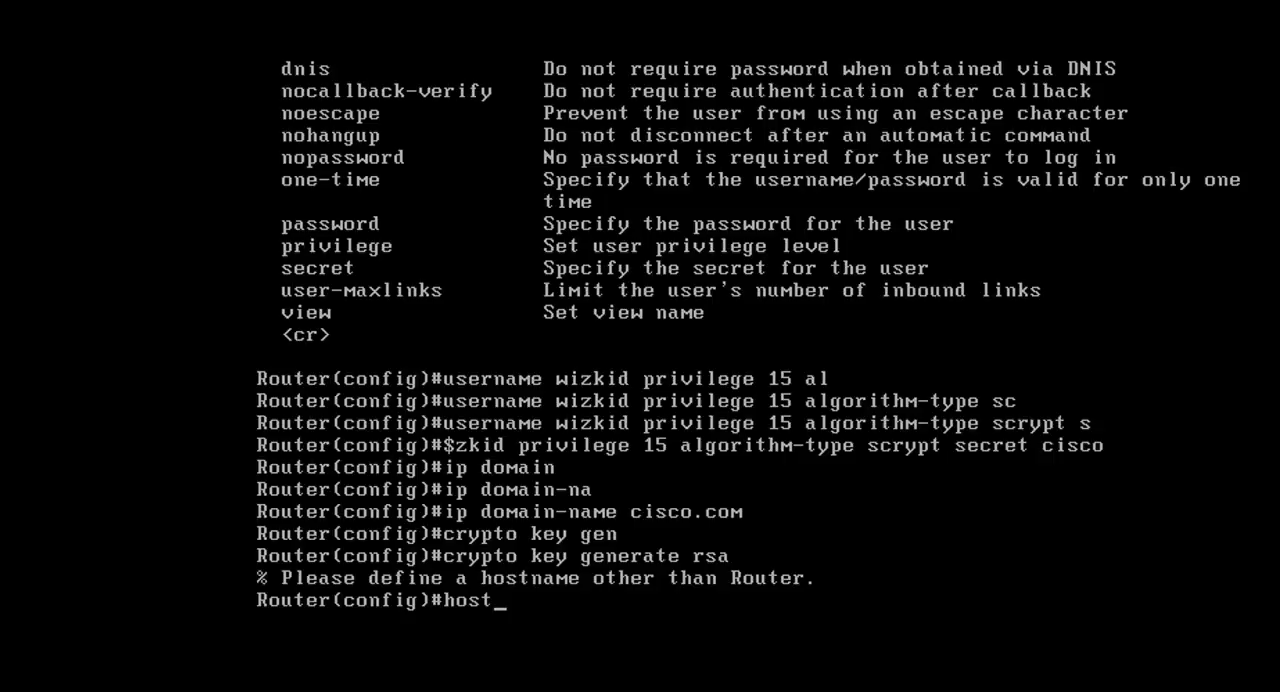 dnis Do not require password when obtained via DNIS
nocallback-verify Do not require authentication after callback
noescape Prevent the user from using an escape character
nohangup Do not disconnect after an automatic command
nopassword No password is required for the user to log in
one-time Specify that the username/password is valid for only one
time
password Specify the password for the user
privilege Set user privilege level
secret Specify the secret for the user
user-maxlinks Limit the user's number of inbound links
view Set view name
<cr>
Router(config)#username wizkid privilege 15 al
Router(config)#username wizkid privilege 15 algorithm-type sc
Router(config)#username wizkid privilege 15 algorithm-type scrypt s
Router(config)#$zkid privilege 15 algorithm-type scrypt secret cisco
Router(config)#ip domain
Router(config)#ip domain-na
Router(config)#ip domain-name cisco.com
Router(config)#crypto key gen
Router(config)#crypto key generate rsa
% Please define a hostname other than Router.
Router(config)#host_